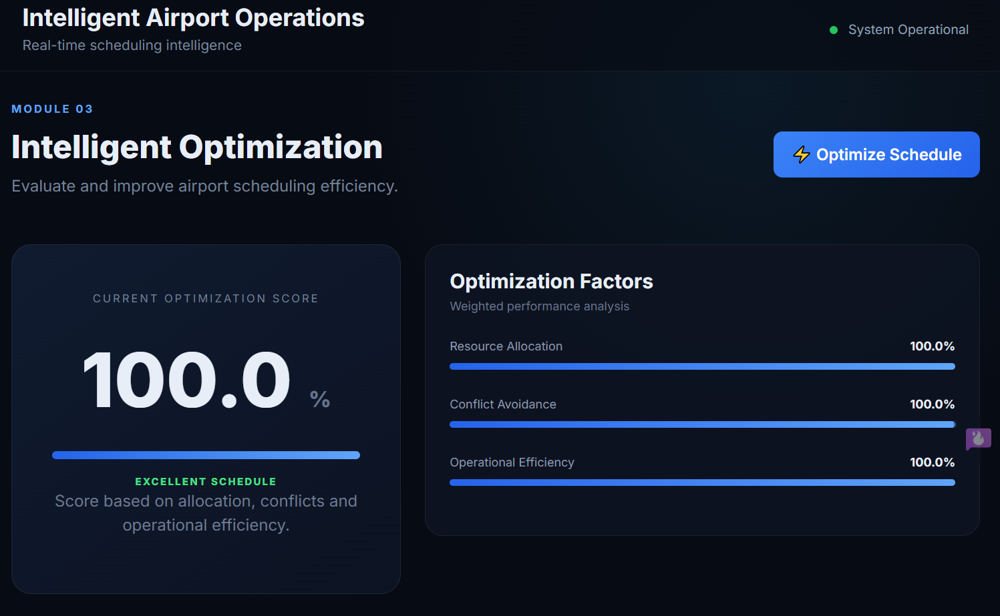 Intelligent Airport Operations
Real-time scheduling intelligence
System Operational
MODULE 03
Intelligent Optimization
Evaluate and improve airport scheduling efficiency.
⚡ Optimize Schedule
CURRENT OPTIMIZATION SCORE
100.0 %
EXCELLENT SCHEDULE
Score based on allocation, conflicts and
operational efficiency.
Optimization Factors
Weighted performance analysis
Resource Allocation 100.0%
Conflict Avoidance 100.0%
Operational Efficiency 100.0%